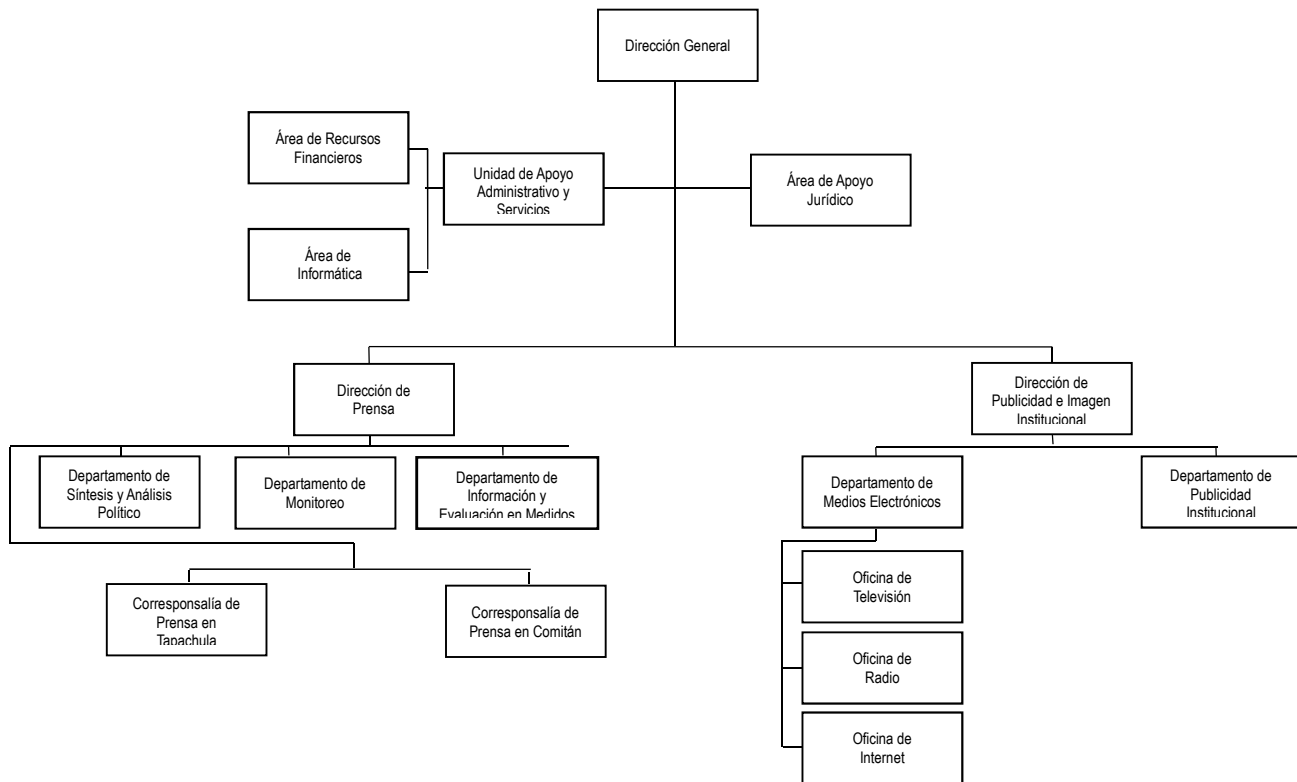 Dirección General
Área de Recursos
Financieros
Unidad de Apoyo
Administrativo y
Servicios
Área de Apoyo
Jurídico
Área de
Informática
Dirección de
Prensa
Dirección de
Publicidad e Imagen
Institucional
Departamento de
Síntesis y Análisis
Político
Departamento de
Monitoreo
Departamento de
Información y
Evaluación en Medidos
Departamento de
Medios Electrónicos
Departamento de
Publicidad
Institucional
Corresponsalía de
Prensa en
Tapachula
Corresponsalía de
Prensa en Comitán
Oficina de
Televisión
Oficina de
Radio
Oficina de
Internet